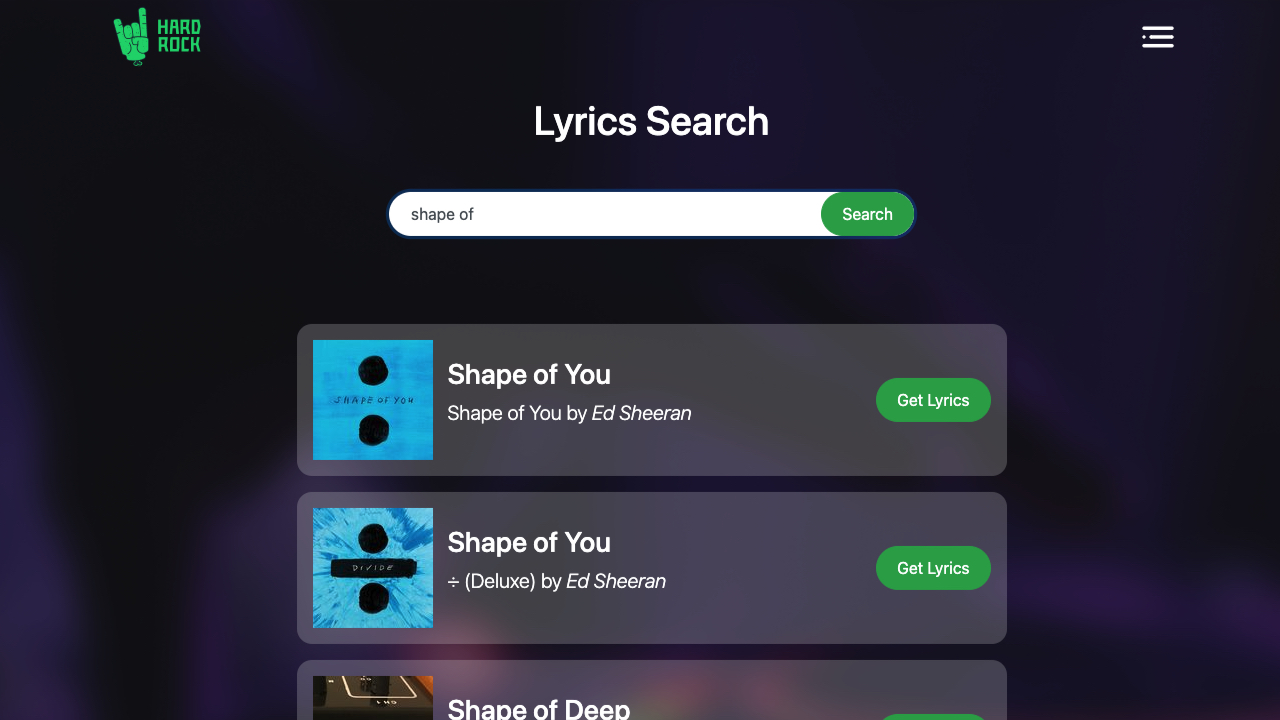 HARD
ROCK
Lyrics Search
shape of
Search
SHAPE OF YOU
Shape of You
Shape of You by Ed Sheeran
Get Lyrics
DIVIDE
Shape of You
÷ (Deluxe) by Ed Sheeran
Get Lyrics
Shape of Deep